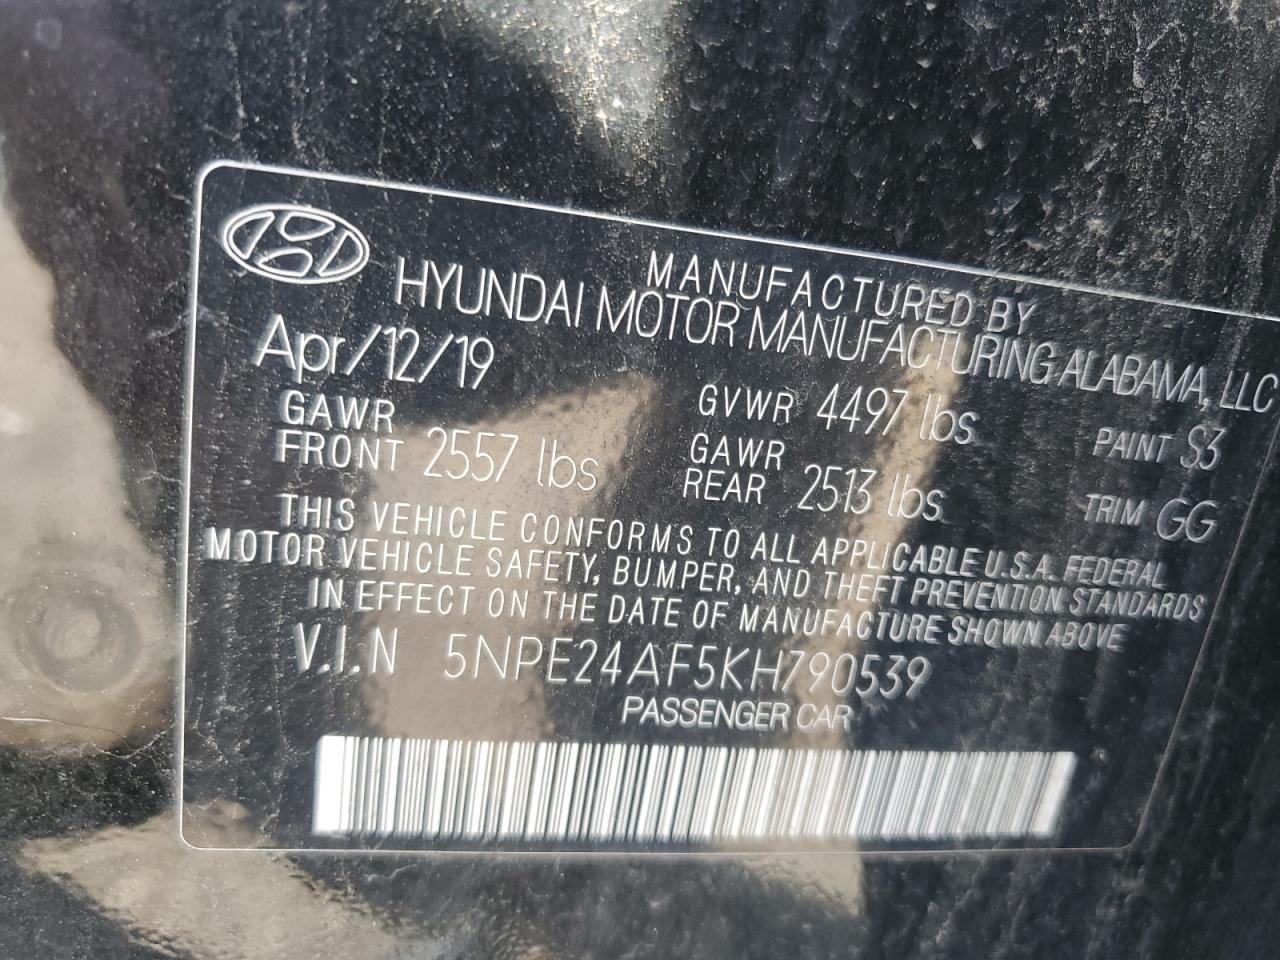 MANUFACTURED BY
HYUNDAI MOTOR MANUFACTURING ALABAMA, LLC
Apr/12/19
GVWR 4497 lbs
PAINT S3
GAWR FRONT 2557 lbs
GAWR REAR 2513 lbs
TRIM GG
THIS VEHICLE CONFORMS TO ALL APPLICABLE U.S.A. FEDERAL
MOTOR VEHICLE SAFETY, BUMPER, AND THEFT PREVENTION STANDARDS
IN EFFECT ON THE DATE OF MANUFACTURE SHOWN ABOVE
V.I.N 5NPE24AF5KH790539
PASSENGER CAR